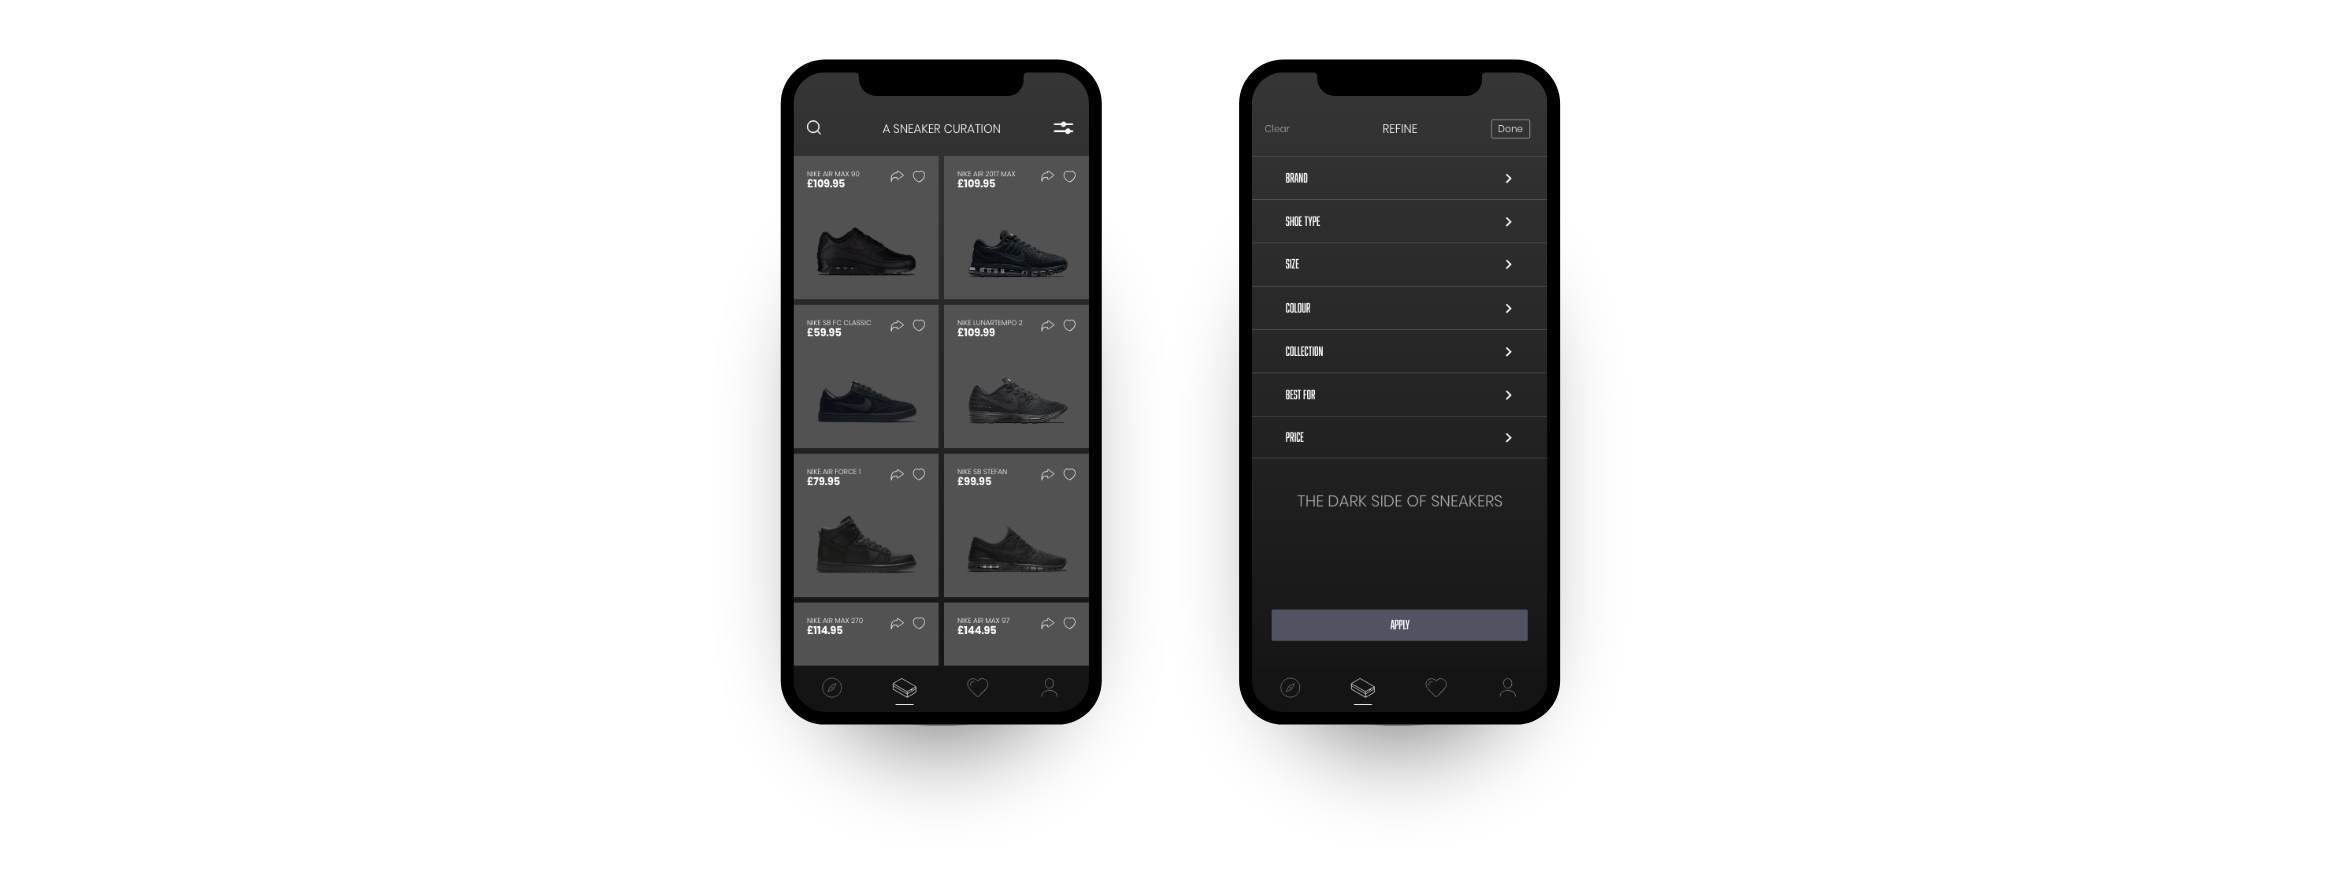 A SNEAKER CURATION
NIKE AIR MAX 90
£109.95
NIKE AIR 2017 MAX
£109.95
NIKE SB FC CLASSIC
£59.95
NIKE LUNARTEMPO 2
£109.99
NIKE AIR FORCE 1
£79.95
NIKE SB STEFAN
£99.95
NIKE AIR MAX 270
£114.95
NIKE AIR MAX 97
£144.95
Clear
REFINE
Done
BRAND
SHOE TYPE
SIZE
COLOUR
COLLECTION
BEST FOR
PRICE
THE DARK SIDE OF SNEAKERS
APPLY